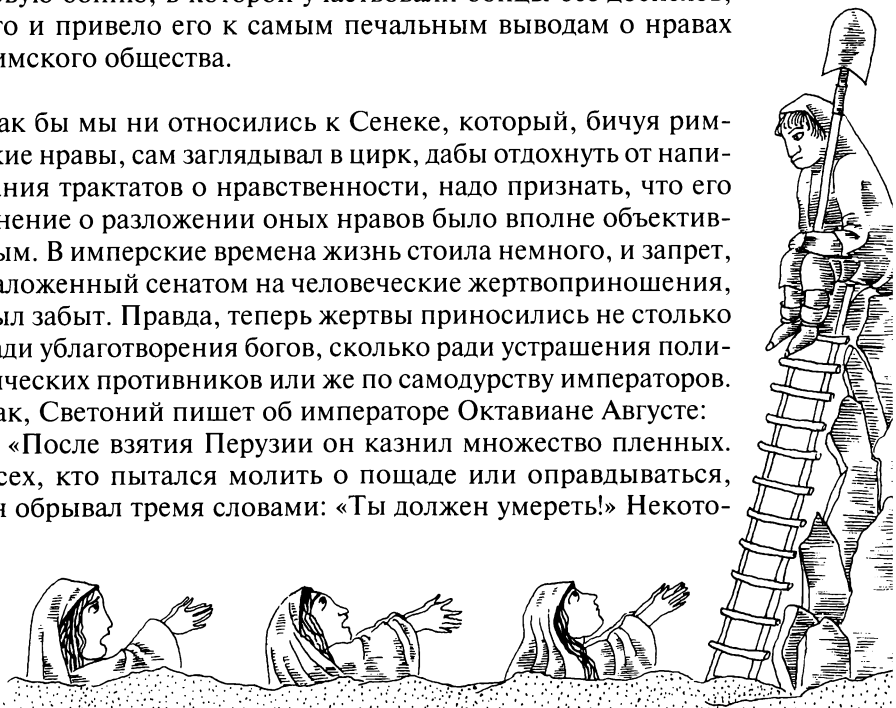 то и привело его к самым печальным выводам о нравах
имского общества.
ак бы мы ни относились к Сенеке, который, бичуя рим-
кие нравы, сам заглядывал в цирк, дабы отдохнуть от напи-
ания трактатов о нравственности, надо признать, что его
нение о разложении оных нравов было вполне объектив-
ым. В имперские времена жизнь стоила немного, и запрет,
аложенный сенатом на человеческие жертвоприношения,
ыл забыт. Правда, теперь жертвы приносились не столько
ади ублаготворения богов, сколько ради устрашения поли-
ических противников или же по самодурству императоров.
ак, Светоний пишет об императоре Октавиане Августе:
«После взятия Перузии он казнил множество пленных.
сех, кто пытался молить о пощаде или оправдываться,
н обрывал тремя словами: «Ты должен умереть!» Некото-